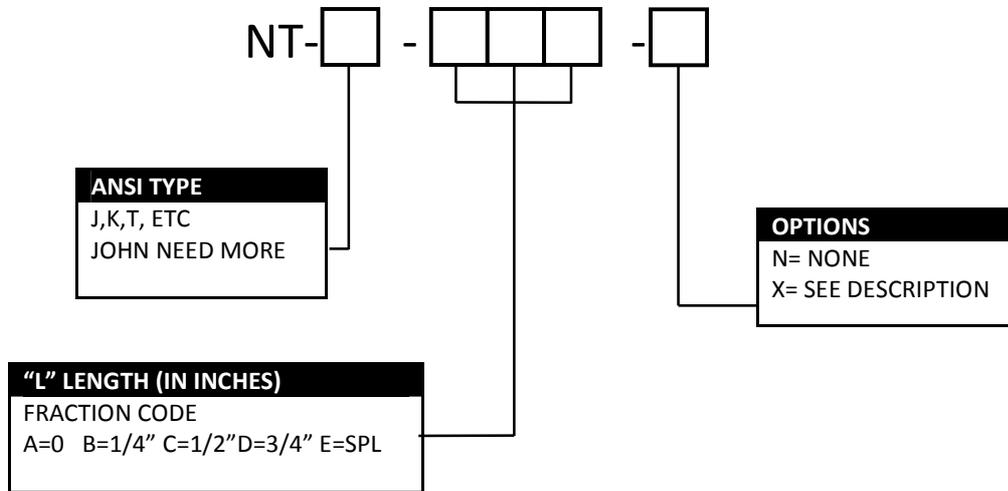 NT- - -
ANSI TYPE
J,K,T, ETC
JOHN NEED MORE
OPTIONS
N= NONE
X= SEE DESCRIPTION
“L” LENGTH (IN INCHES)
FRACTION CODE
A=0 B=1/4” C=1/2”D=3/4” E=SPL